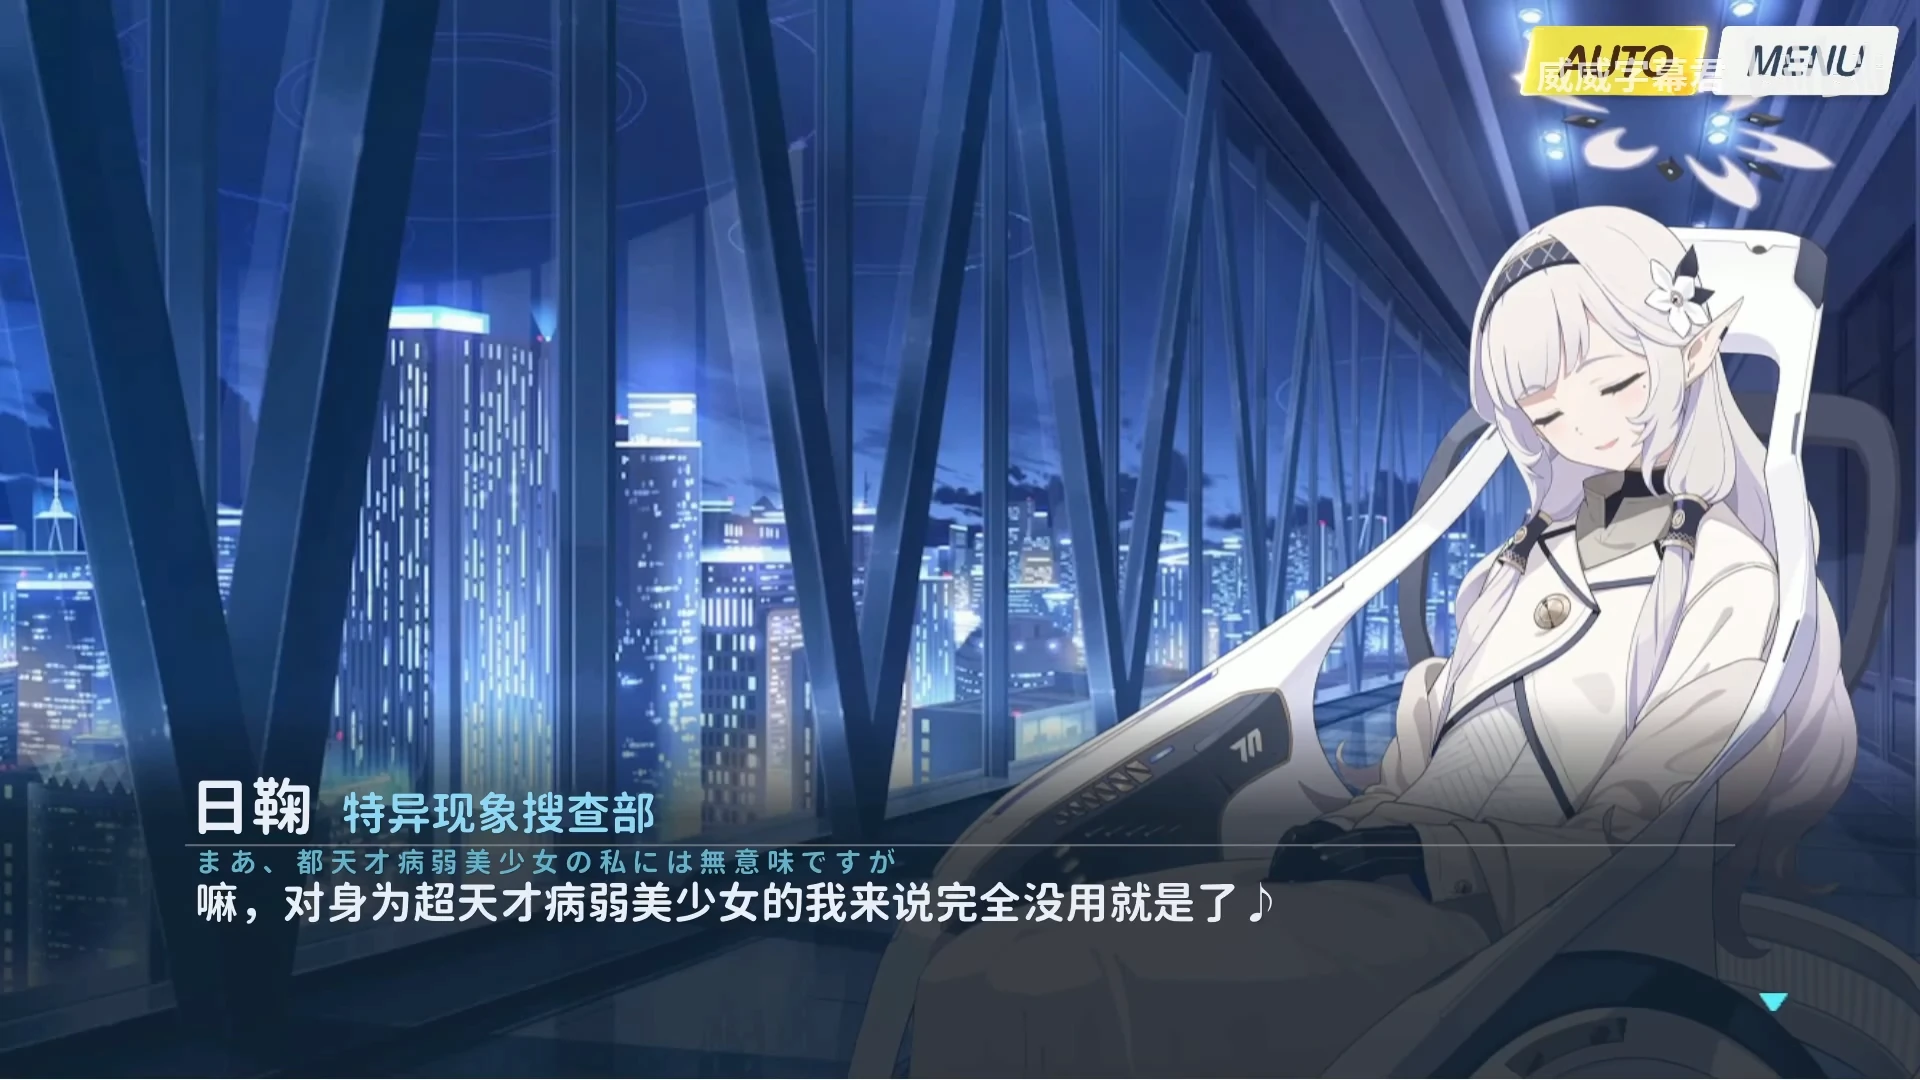 AUTO
MENU
威威字幕君
日鞠 特异现象搜查部
まあ、都天才病弱美少女の私には無意味ですが
嘛，对身为超天才病弱美少女的我来说完全没用就是了♪